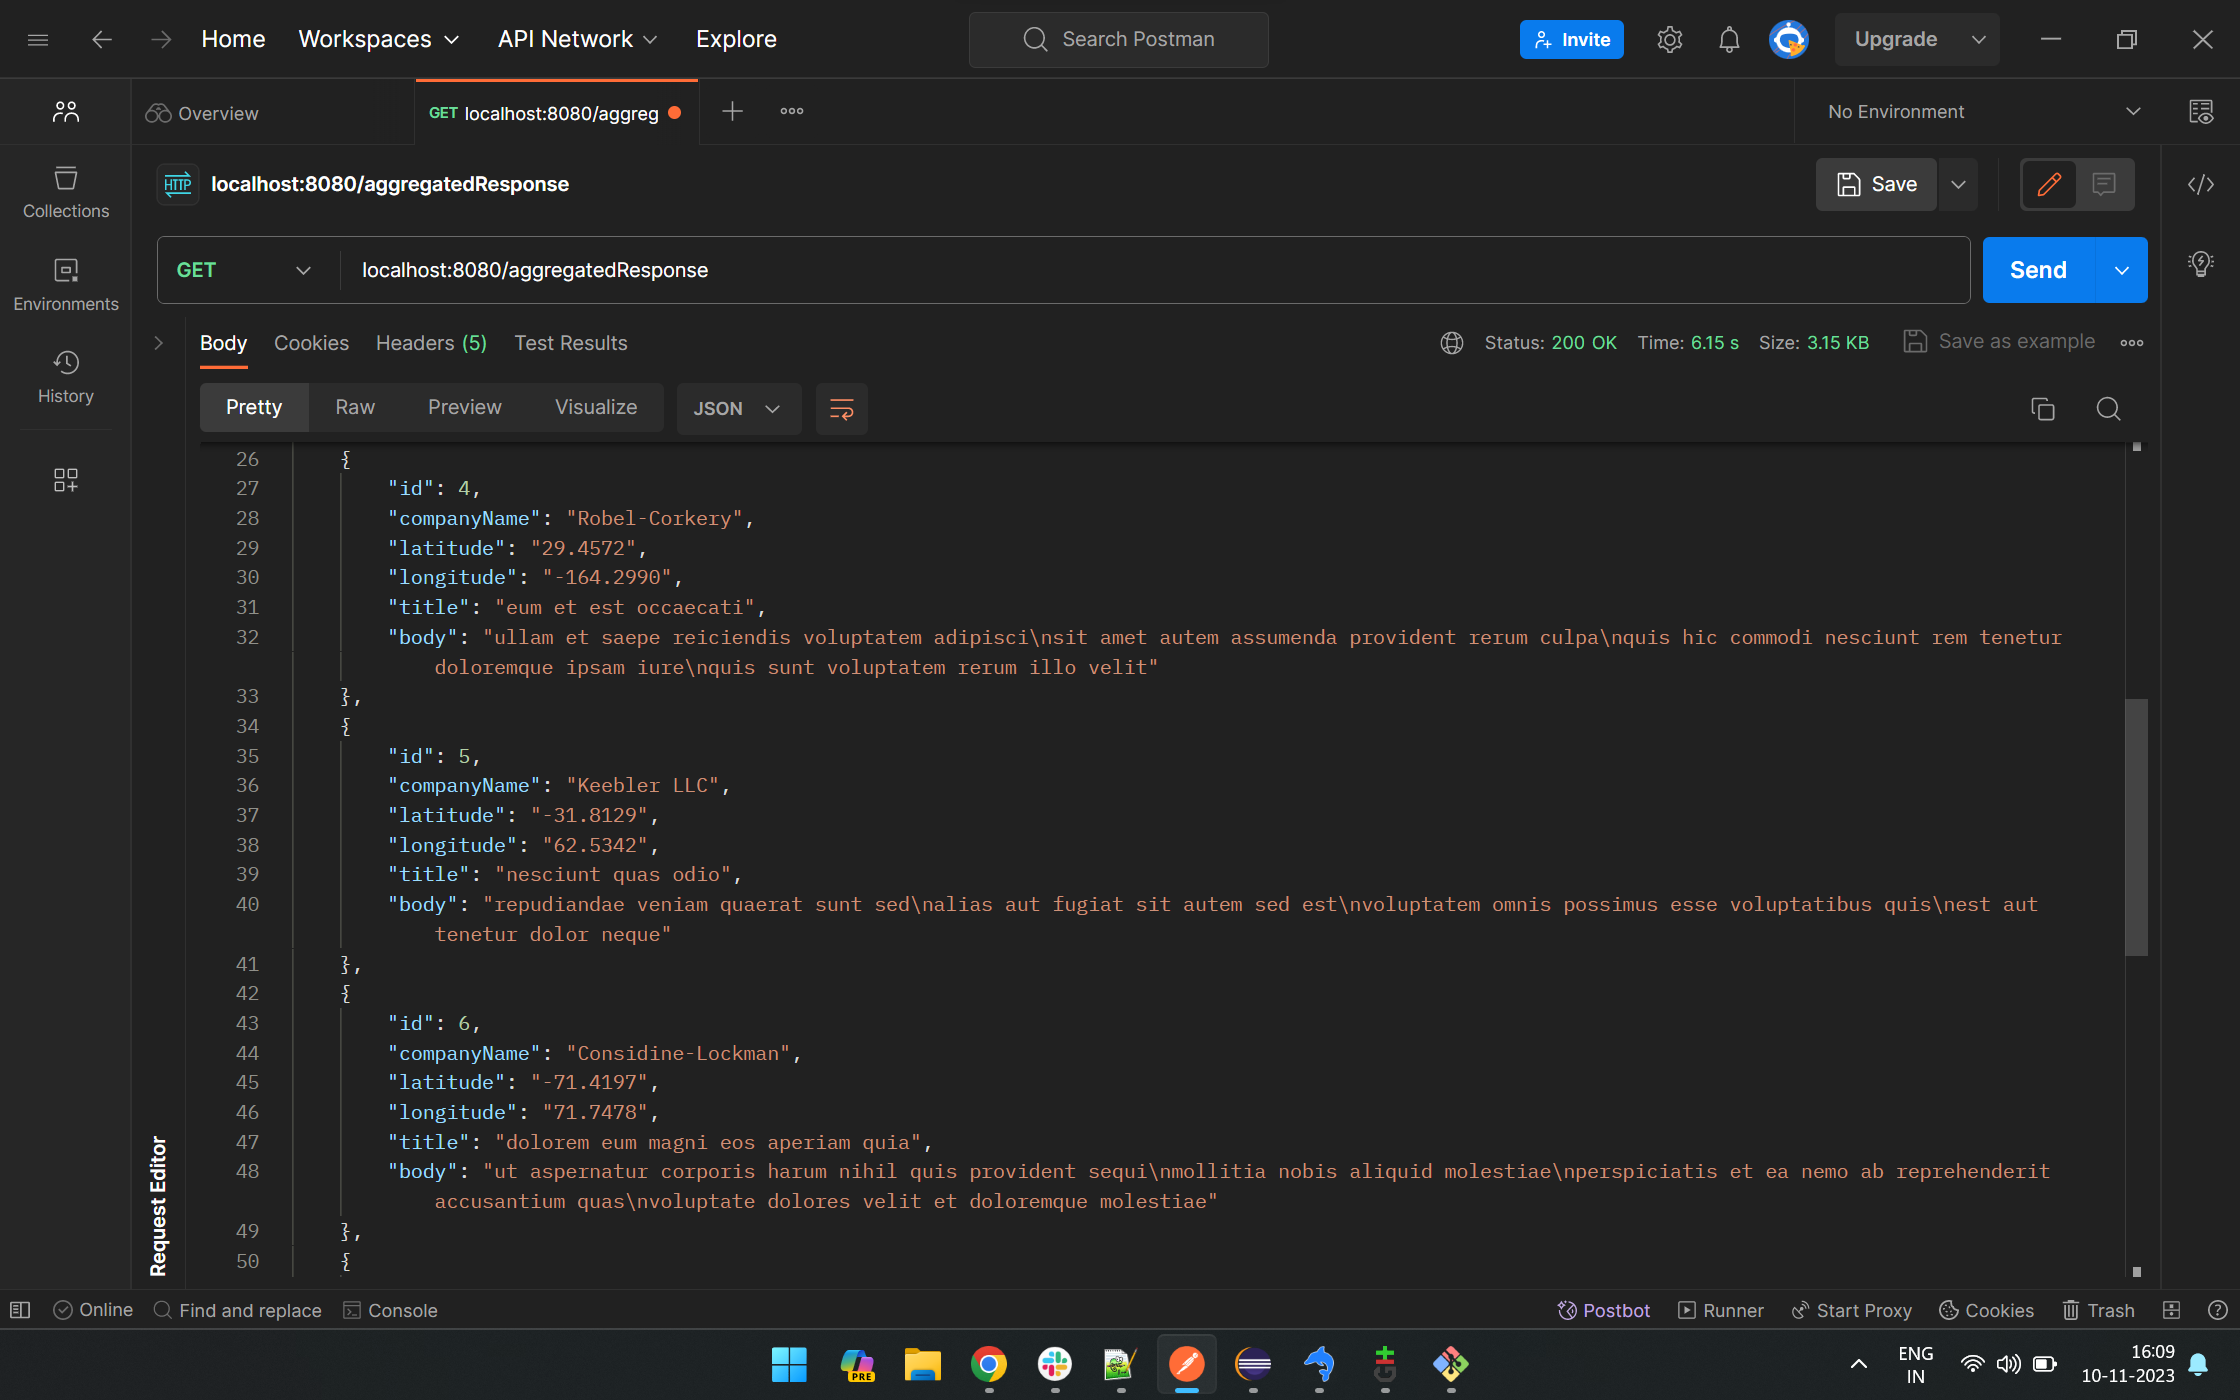 Home Workspaces API Network Explore Search Postman Invite Upgrade
Overview GET localhost:8080/aggreg No Environment
HTTP localhost:8080/aggregatedResponse Save
Collections
Environments
History
GET localhost:8080/aggregatedResponse Send
Body Cookies Headers (5) Test Results Status: 200 OK Time: 6.15 s Size: 3.15 KB Save as example
Pretty Raw Preview Visualize JSON
26 {
27 "id": 4,
28 "companyName": "Robel-Corkery",
29 "latitude": "29.4572",
30 "longitude": "-164.2990",
31 "title": "eum et est occaecati",
32 "body": "ullam et saepe reiciendis voluptatem adipisci\nsit amet autem assumenda provident rerum culpa\nquis hic commodi nesciunt rem tenetur
doloremque ipsam iure\nquis sunt voluptatem rerum illo velit"
33 },
34 {
35 "id": 5,
36 "companyName": "Keebler LLC",
37 "latitude": "-31.8129",
38 "longitude": "62.5342",
39 "title": "nesciunt quas odio",
40 "body": "repudiandae veniam quaerat sunt sed\nalias aut fugiat sit autem sed est\nvoluptatem omnis possimus esse voluptatibus quis\nest aut
tenetur dolor neque"
41 },
42 {
43 "id": 6,
44 "companyName": "Considine-Lockman",
45 "latitude": "-71.4197",
46 "longitude": "71.7478",
47 "title": "dolorem eum magni eos aperiam quia",
48 "body": "ut aspernatur corporis harum nihil quis provident sequi\nmollitia nobis aliquid molestiae\nperspiciatis et ea nemo ab reprehenderit
accusantium quas\nvoluptate dolores velit et doloremque molestiae"
49 },
50 {
Request Editor
Online Find and replace Console Postbot Runner Start Proxy Cookies Trash
PRE
ENG
IN
16:09
10-11-2023